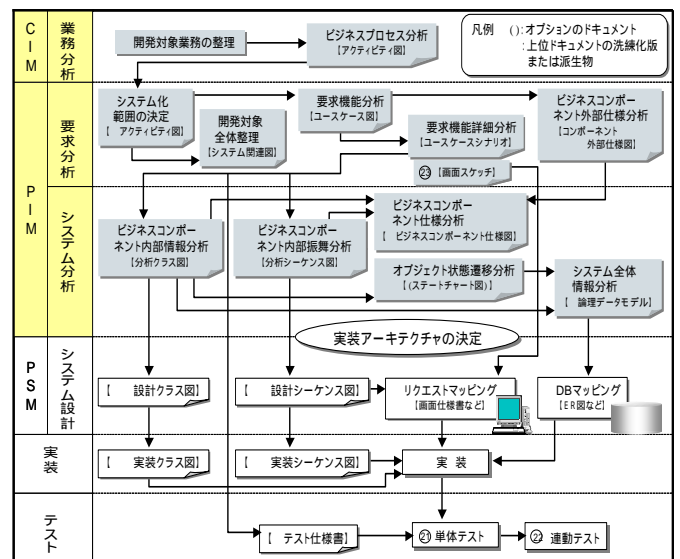 CIM
業務分析
開発対象業務の整理
ビジネスプロセス分析
【アクティビティ図】
凡例 ( ):オプションのドキュメント
:上位ドキュメントの洗練化版
または派生物
PIM
要求分析
システム化
範囲の決定
【 アクティビティ図】
開発対象
全体整理
【システム関連図】
要求機能分析
【ユースケース図】
要求機能詳細分析
【ユースケースシナリオ】
㉓【画面スケッチ】
ビジネスコンポー
ネント外部仕様分析
【コンポーネント
外部仕様図】
システム分析
ビジネスコンポー
ネント内部情報分析
【分析クラス図】
ビジネスコンポー
ネント内部振舞分析
【分析シーケンス図】
ビジネスコンポー
ネント仕様分析
【 ビジネスコンポーネント仕様図】
オブジェクト状態遷移分析
【(ステートチャート図)】
システム全体
情報分析
【 論理データモデル】
実装アーキテクチャの決定
PSM
システム設計
【 設計クラス図】
【 設計シーケンス図】
リクエストマッピング
【画面仕様書など】
DBマッピング
【ER図など】
実装
【 実装クラス図】
【 実装シーケンス図】
実 装
テスト
【 テスト仕様書】
㉑単体テスト
㉒ 連動テスト